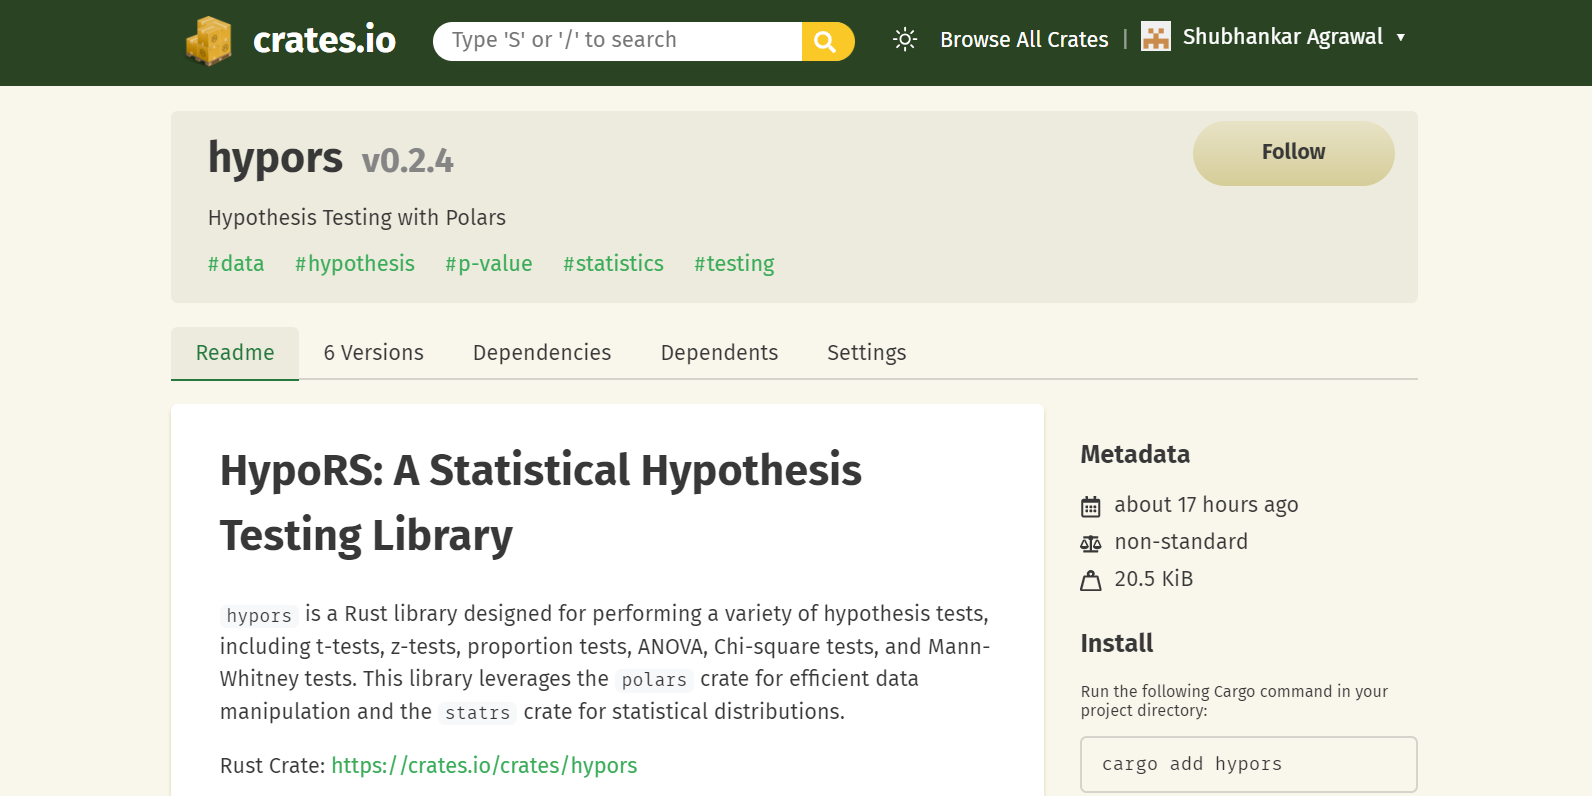 crates.io
Type 'S' or '/' to search
Browse All Crates | Shubhankar Agrawal ▼
hypors v0.2.4
Follow
Hypothesis Testing with Polars
#data #hypothesis #p-value #statistics #testing
Readme 6 Versions Dependencies Dependents Settings
HypoRS: A Statistical Hypothesis
Testing Library
hypors is a Rust library designed for performing a variety of hypothesis tests,
including t-tests, z-tests, proportion tests, ANOVA, Chi-square tests, and Mann-
Whitney tests. This library leverages the polars crate for efficient data
manipulation and the statrs crate for statistical distributions.
Rust Crate: https://crates.io/crates/hypors
Metadata
about 17 hours ago
non-standard
20.5 KiB
Install
Run the following Cargo command in your
project directory:
cargo add hypors